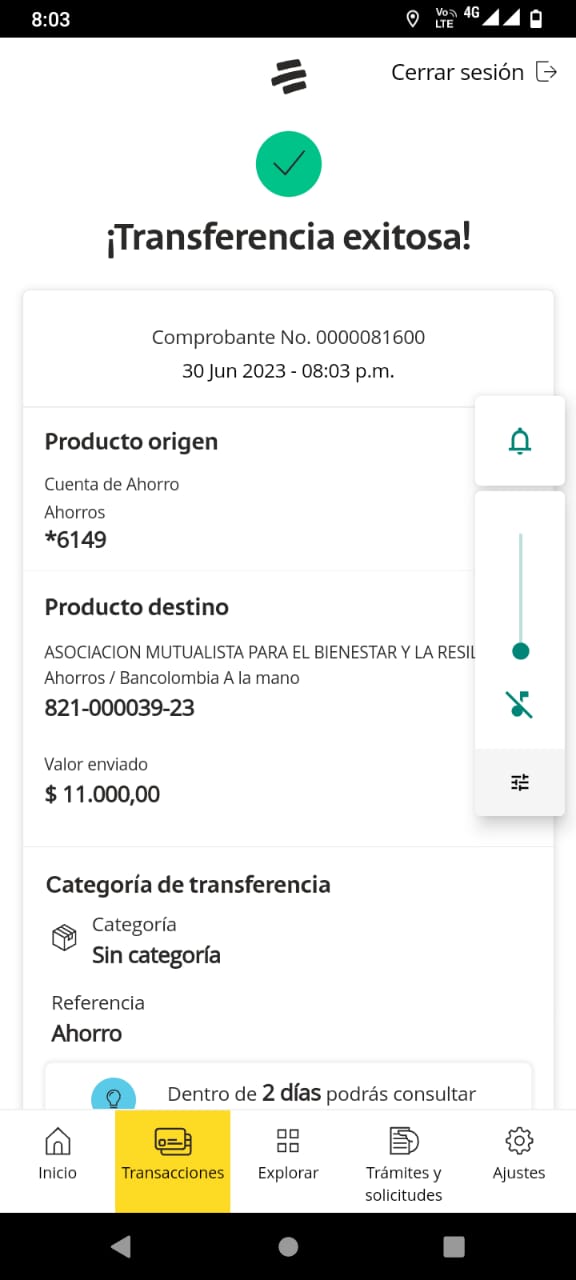 8:03
Vo LTE 4G
Cerrar sesión
¡Transferencia exitosa!
Comprobante No. 0000081600
30 Jun 2023 - 08:03 p.m.
Producto origen
Cuenta de Ahorro
Ahorros
*6149
Producto destino
ASOCIACION MUTUALISTA PARA EL BIENESTAR Y LA RESIL
Ahorros / Bancolombia A la mano
821-000039-23
Valor enviado
$ 11.000,00
Categoría de transferencia
Categoría
Sin categoría
Referencia
Ahorro
Dentro de 2 días podrás consultar
Inicio
Transacciones
Explorar
Trámites y
solicitudes
Ajustes